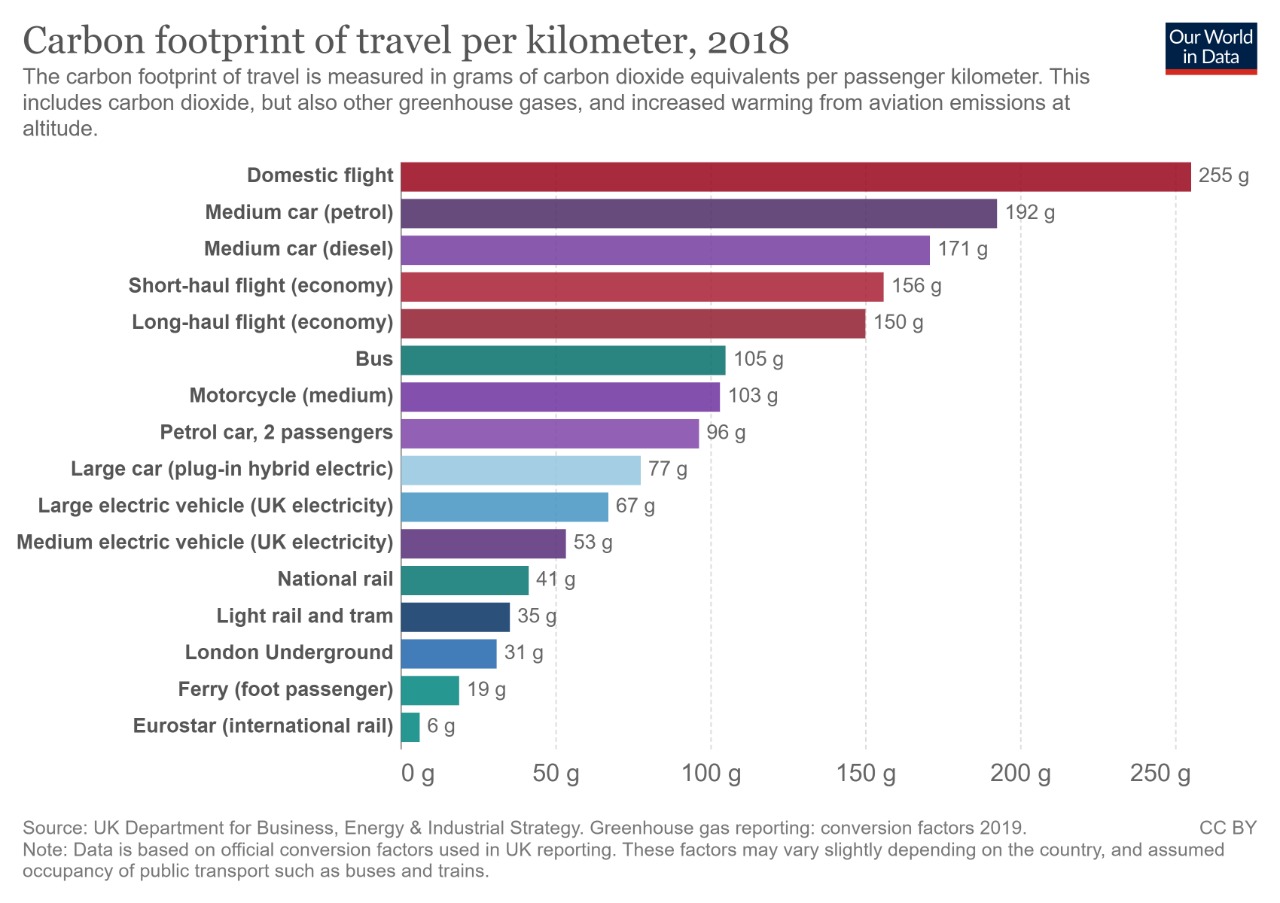 Carbon footprint of travel per kilometer, 2018
Our World
in Data
The carbon footprint of travel is measured in grams of carbon dioxide equivalents per passenger kilometer. This
includes carbon dioxide, but also other greenhouse gases, and increased warming from aviation emissions at
altitude.
Domestic flight 255 g
Medium car (petrol) 192 g
Medium car (diesel) 171 g
Short-haul flight (economy) 156 g
Long-haul flight (economy) 150 g
Bus 105 g
Motorcycle (medium) 103 g
Petrol car, 2 passengers 96 g
Large car (plug-in hybrid electric) 77 g
Large electric vehicle (UK electricity) 67 g
Medium electric vehicle (UK electricity) 53 g
National rail 41 g
Light rail and tram 35 g
London Underground 31 g
Ferry (foot passenger) 19 g
Eurostar (international rail) 6 g
0 g 50 g 100 g 150 g 200 g 250 g
Source: UK Department for Business, Energy & Industrial Strategy. Greenhouse gas reporting: conversion factors 2019. CC BY
Note: Data is based on official conversion factors used in UK reporting. These factors may vary slightly depending on the country, and assumed
occupancy of public transport such as buses and trains.